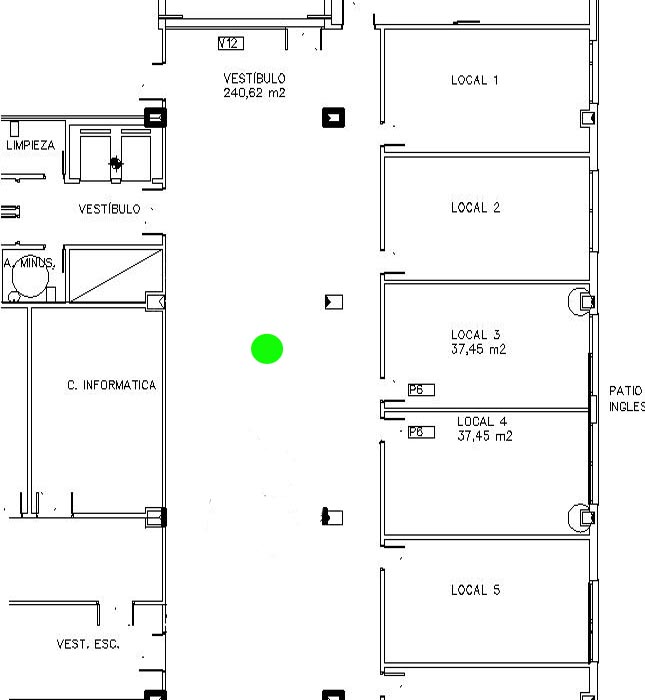 V12
VESTÍBULO
240,62 m2
LOCAL 1
LIMPIEZA
VESTÍBULO
LOCAL 2
A. MINUS.
LOCAL 3
37,45 m2
C. INFORMATICA
P6
PATIO
INGLES
LOCAL 4
P6
37,45 m2
LOCAL 5
VEST. ESC.